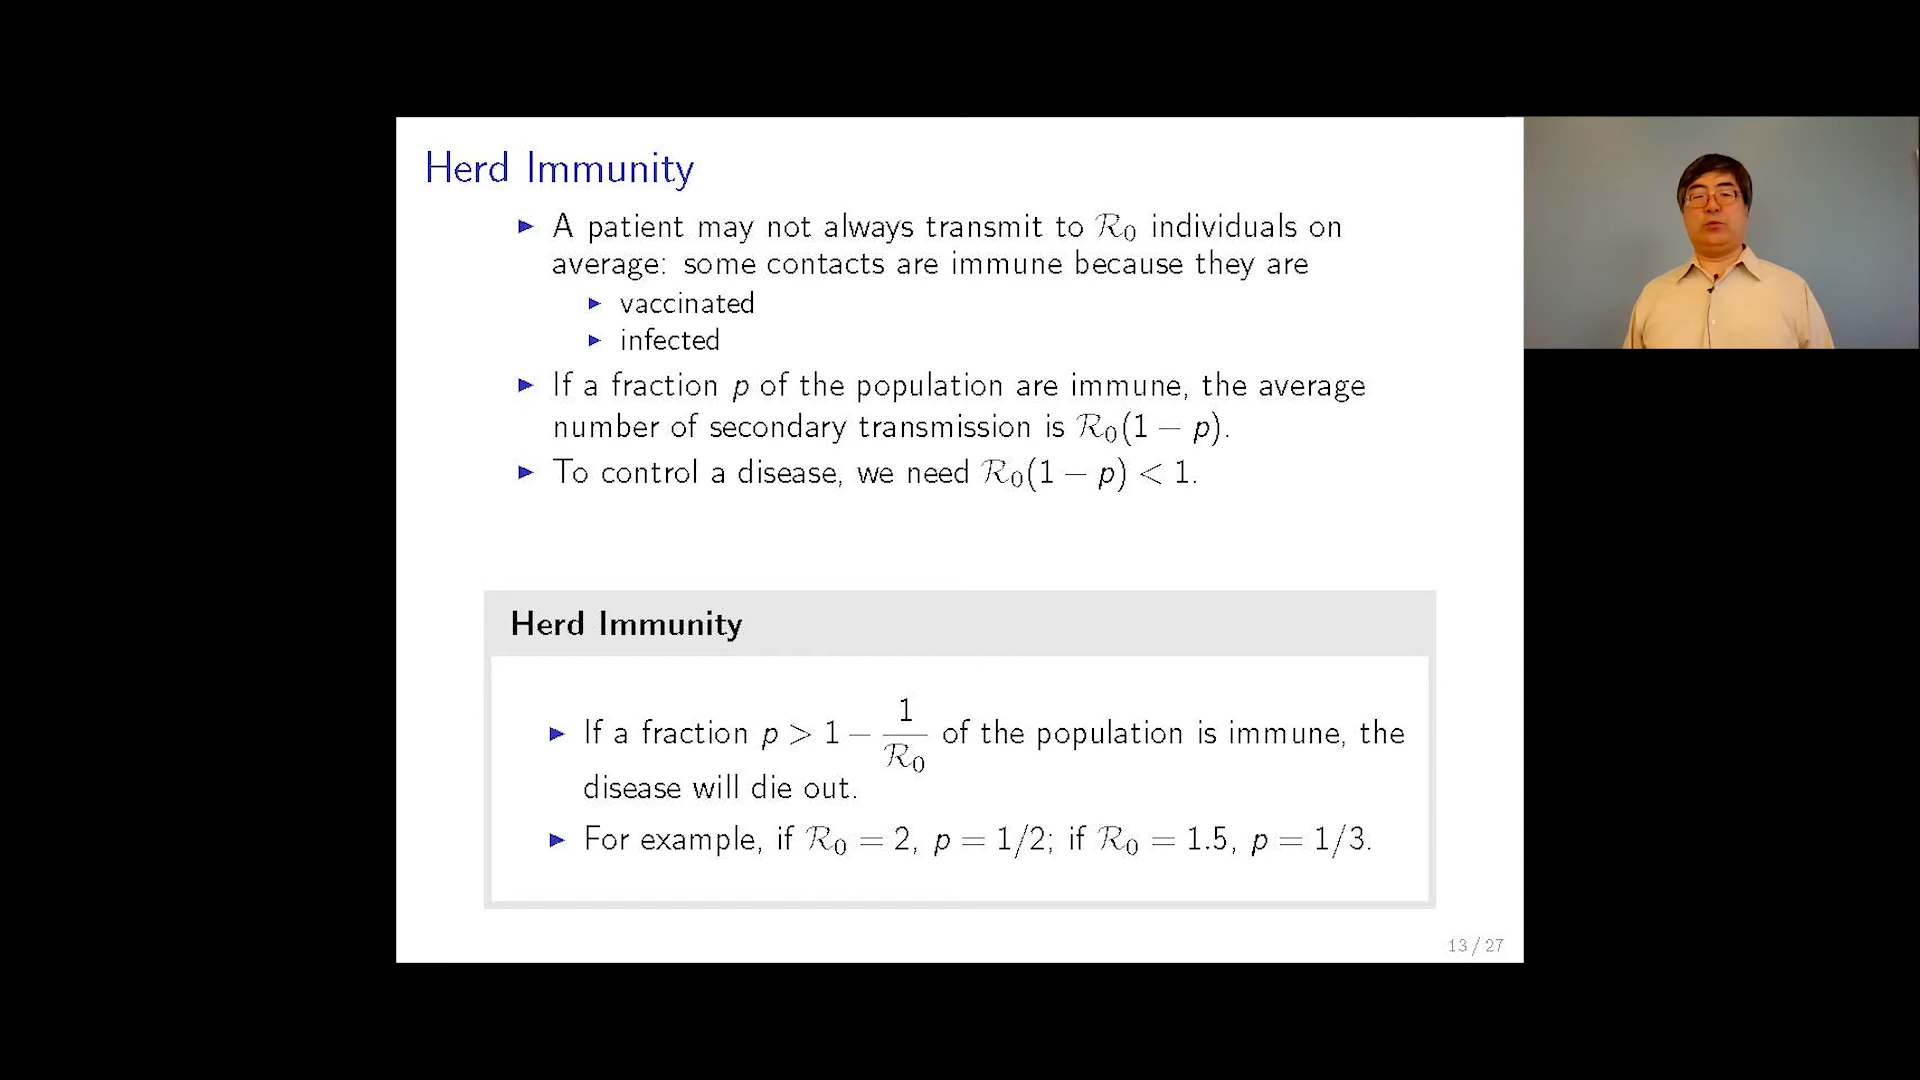 Herd Immunity
▶ A patient may not always transmit to ℛ₀ individuals on
average: some contacts are immune because they are
▶ vaccinated
▶ infected
▶ If a fraction p of the population are immune, the average
number of secondary transmission is ℛ₀(1 − p).
▶ To control a disease, we need ℛ₀(1 − p) < 1.
Herd Immunity
▶ If a fraction p > 1 − 1/ℛ₀ of the population is immune, the
disease will die out.
▶ For example, if ℛ₀ = 2, p = 1/2; if ℛ₀ = 1.5, p = 1/3.
13 / 27